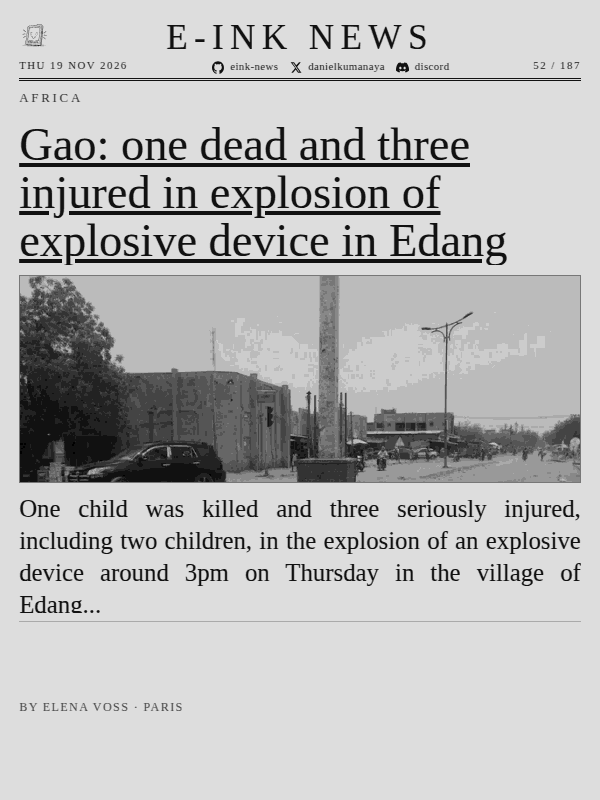 E-INK NEWS
THU 19 NOV 2026
eink-news
danielkumanaya
discord
52 / 187
AFRICA
Gao: one dead and three
injured in explosion of
explosive device in Edang
One child was killed and three seriously injured,
including two children, in the explosion of an explosive
device around 3pm on Thursday in the village of
Edang...
BY ELENA VOSS · PARIS